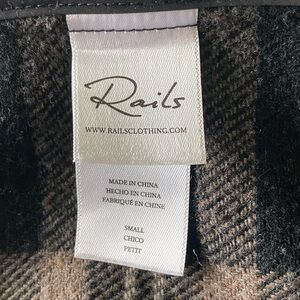 Rails
WWW.RAILSCLOTHING.COM
MADE IN CHINA
HECHO EN CHINA
FABRIQUÉ EN CHINE
SMALL
CHICO
PETIT